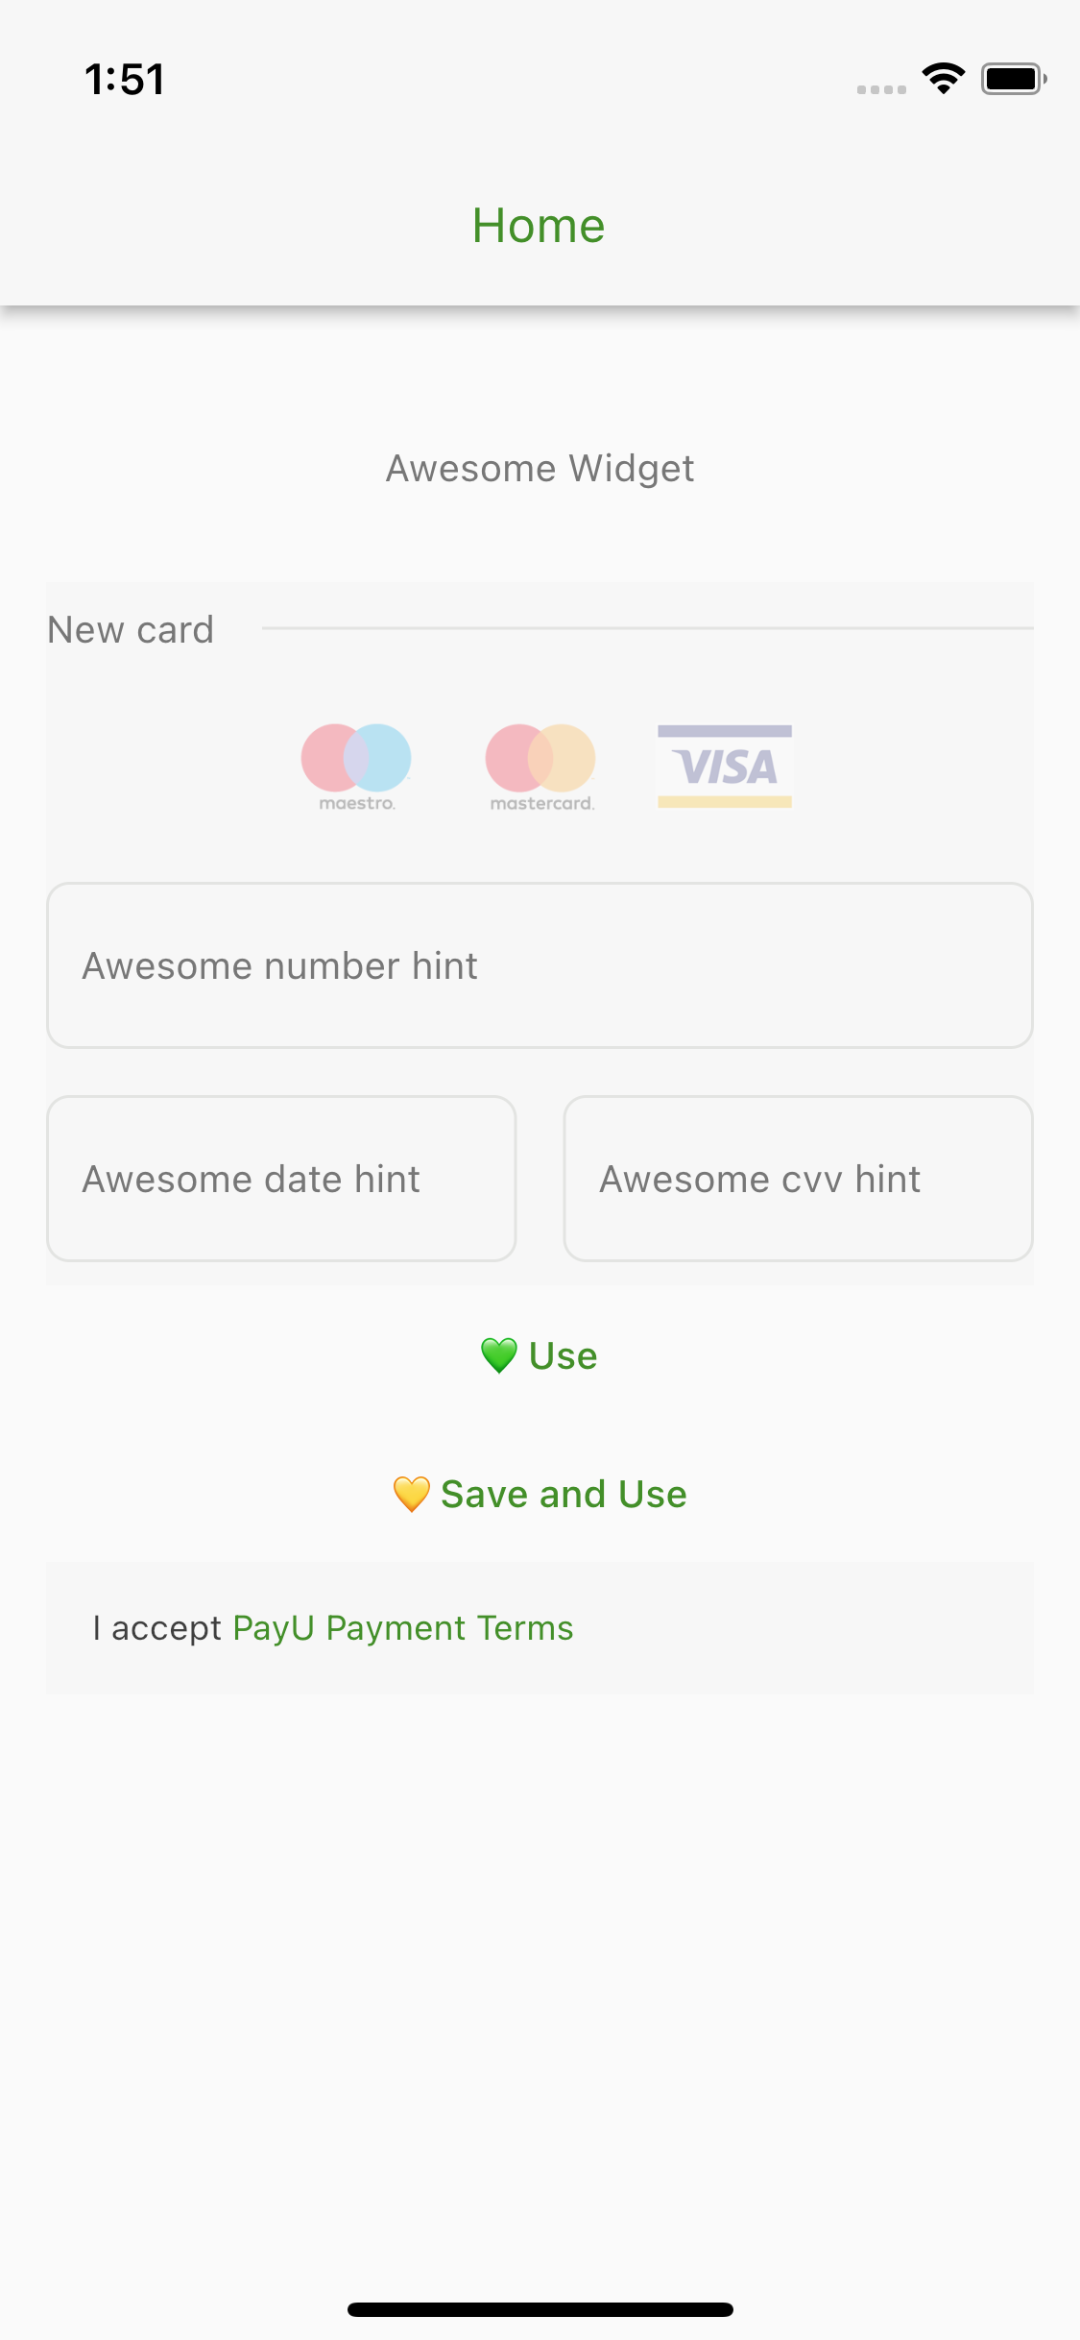 1:51
Home
Awesome Widget
New card
maestro.
mastercard.
VISA
Awesome number hint
Awesome date hint
Awesome cvv hint
💚 Use
💛 Save and Use
I accept PayU Payment Terms